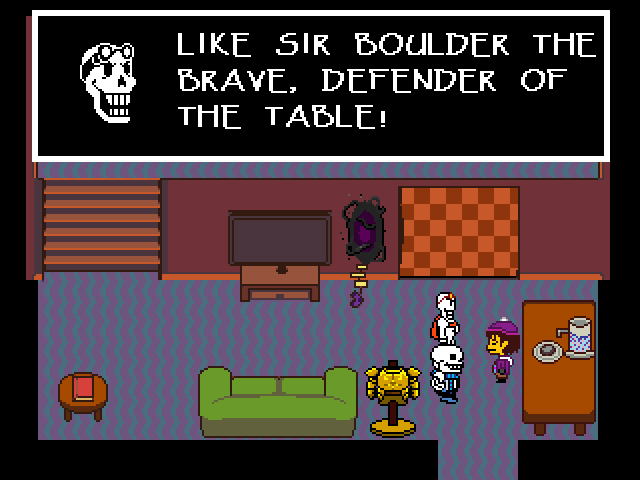 LIKE SIR BOULDER THE
BRAVE, DEFENDER OF
THE TABLE!